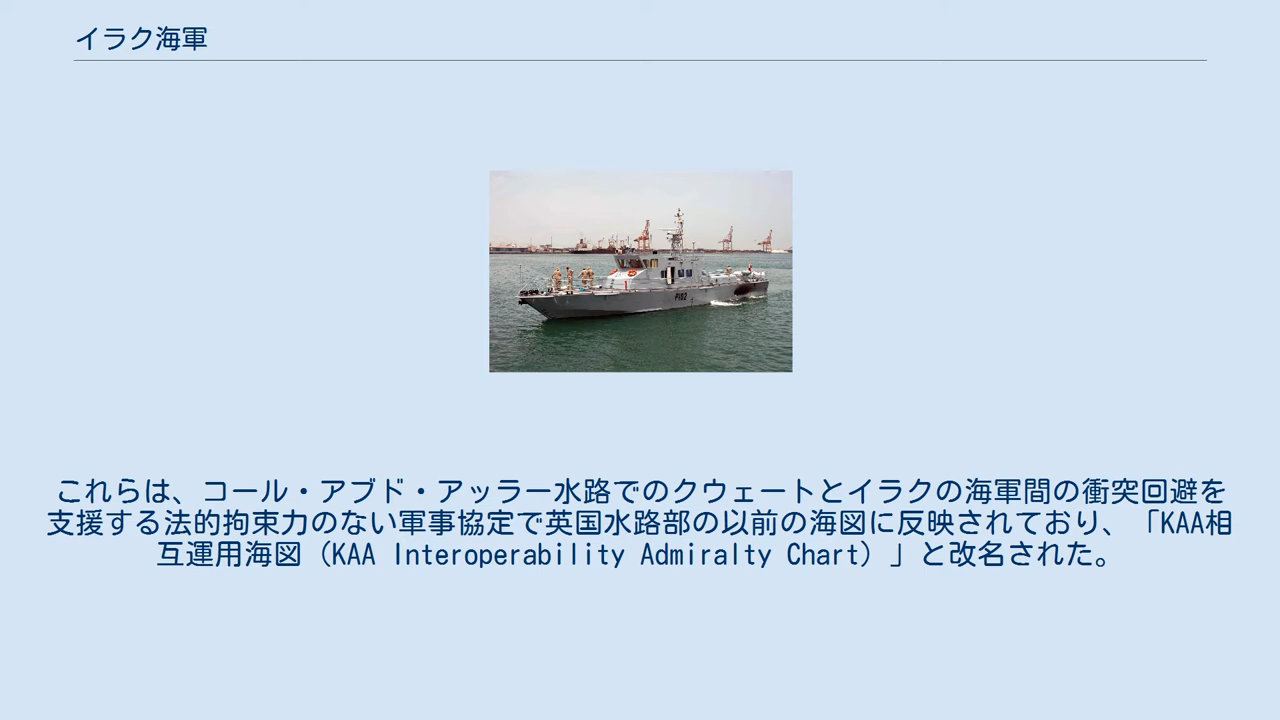 イラク海軍
P102
これらは、コール・アブド・アッラー水路でのクウェートとイラクの海軍間の衝突回避を
支援する法的拘束力のない軍事協定で英国水路部の以前の海図に反映されており、「KAA相
互運用海図（KAA Interoperability Admiralty Chart）」と改名された。